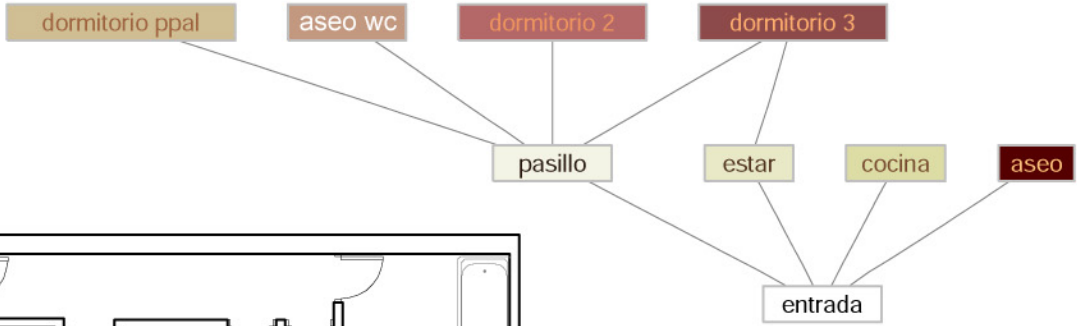 dormitorio ppal
aseo wc
dormitorio 2
dormitorio 3
pasillo
estar
cocina
aseo
entrada